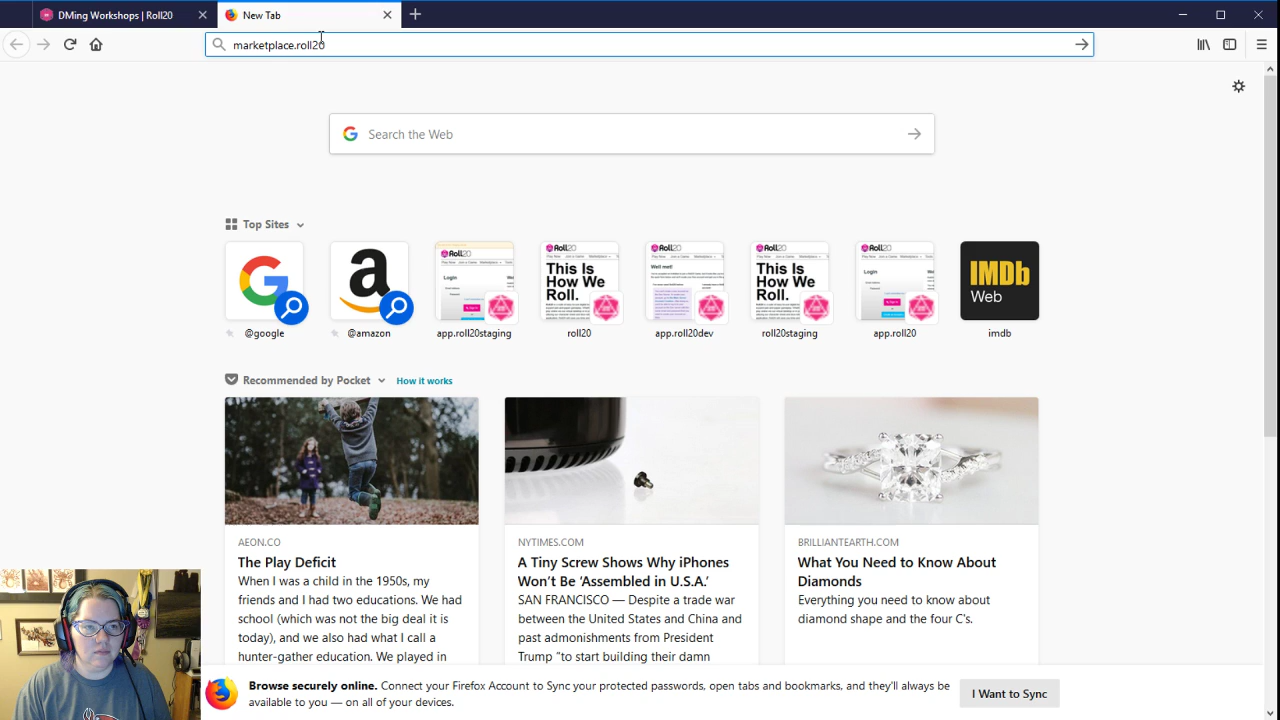 DMing Workshops | Roll20
New Tab
marketplace.roll20
Search the Web
Top Sites
@google
@amazon
app.roll20staging
roll20
app.roll20dev
roll20staging
app.roll20
imdb
Roll20
Login
Roll20
This Is
How We
Roll.
Roll20
Well met!
Roll20
This Is
How We
Roll.
Roll20
Login
IMDb
Web
Recommended by Pocket
How it works
AEON.CO
The Play Deficit
When I was a child in the 1950s, my
friends and I had two educations. We had
school (which was not the big deal it is
today), and we also had what I call a
hunter-gather education. We played in
NYTIMES.COM
A Tiny Screw Shows Why iPhones
Won't Be 'Assembled in U.S.A.'
SAN FRANCISCO — Despite a trade war
between the United States and China and
past admonishments from President
Trump "to start building their damn
BRILLIANTEARTH.COM
What You Need to Know About
Diamonds
Everything you need to know about
diamond shape and the four C's.
Browse securely online. Connect your Firefox Account to Sync your protected passwords, open tabs and bookmarks, and they'll always be
available to you — on all of your devices.
I Want to Sync